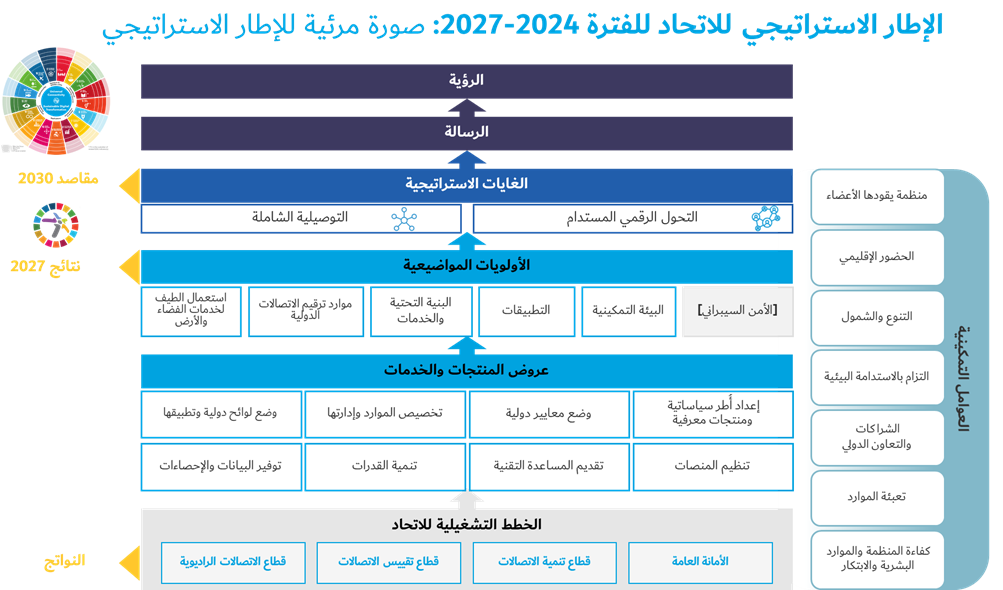 الإطار الاستراتيجي للاتحاد للفترة 2024-2027: صورة مرئية للإطار الاستراتيجي
الرؤية
الرسالة
مقاصد 2030
الغايات الاستراتيجية
التحول الرقمي المستدام
التوصيلية الشاملة
نتائج 2027
الأولويات المواضيعية
[الأمن السيبراني]
البيئة التمكينية
التطبيقات
البنية التحتية
والخدمات
موارد ترقيم الاتصالات
الدولية
استعمال الطيف
لخدمات الفضاء
والأرض
عروض المنتجات والخدمات
إعداد أُطر سياساتية
ومنتجات معرفية
وضع معايير دولية
تخصيص الموارد وإدارتها
وضع لوائح دولية وتطبيقها
تنظيم المنصات
تقديم المساعدة التقنية
تنمية القدرات
توفير البيانات والإحصاءات
النواتج
الخطط التشغيلية للاتحاد
الأمانة العامة
قطاع تنمية الاتصالات
قطاع تقييس الاتصالات
قطاع الاتصالات الراديوية
العوامل التمكينية
منظمة يقودها الأعضاء
الحضور الإقليمي
التنوع والشمول
التزام بالاستدامة البيئية
الشراكات
والتعاون الدولي
تعبئة الموارد
كفاءة المنظمة والموارد
البشرية والابتكار